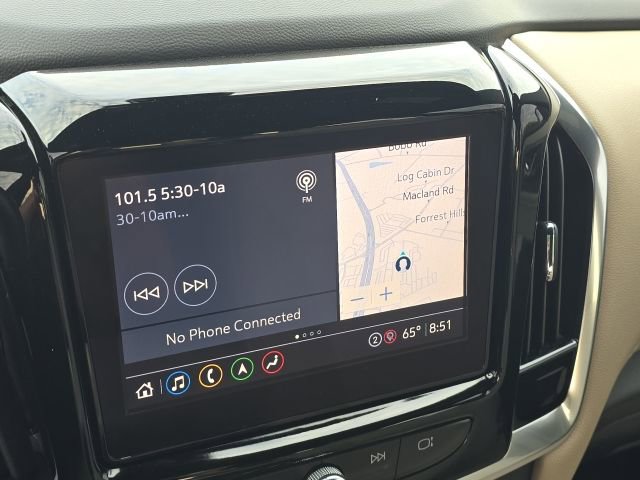 101.5 5:30-10a
30-10am...
FM
No Phone Connected
Bobo Rd
Log Cabin Dr
Macland Rd
Forrest Hills
2 65° 8:51